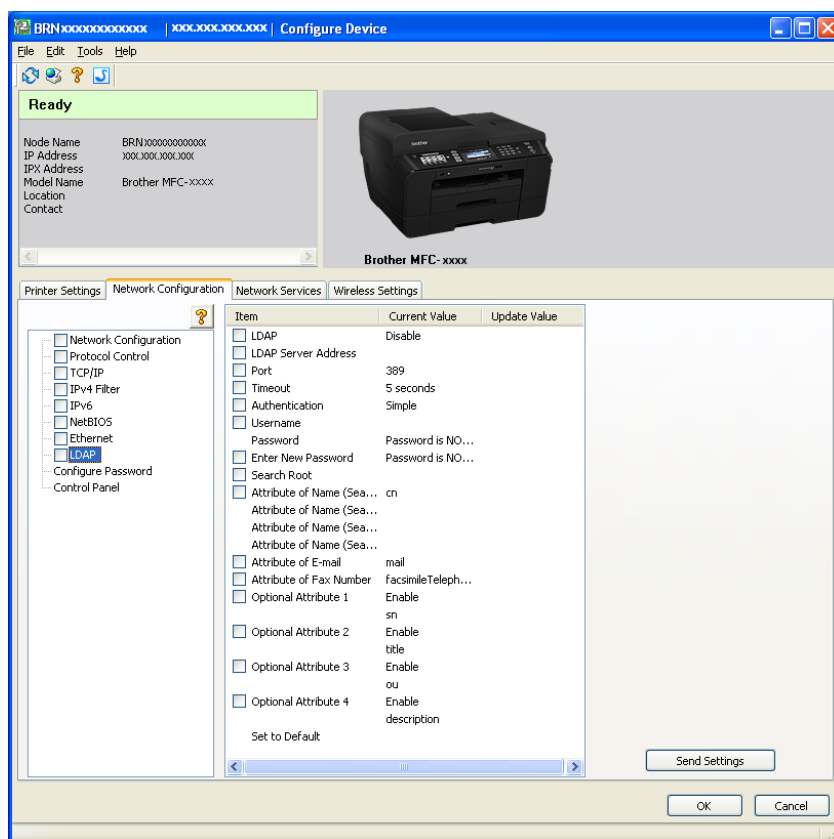 BRNxxxxxxxxxxxx | xxx.xxx.xxx.xxx | Configure Device
File Edit Tools Help
Ready
Node Name BRNxxxxxxxxxxxx
IP Address xxx.xxx.xxx.xxx
IPX Address
Model Name Brother MFC-xxxx
Location
Contact
brother
Brother MFC-xxxx
Printer Settings Network Configuration Network Services Wireless Settings
Network Configuration
Protocol Control
TCP/IP
IPv4 Filter
IPv6
NetBIOS
Ethernet
LDAP
Configure Password
Control Panel
Item Current Value Update Value
LDAP Disable
LDAP Server Address
Port 389
Timeout 5 seconds
Authentication Simple
Username
Password Password is NO...
Enter New Password Password is NO...
Search Root
Attribute of Name (Sea... cn
Attribute of Name (Sea...
Attribute of Name (Sea...
Attribute of Name (Sea...
Attribute of E-mail mail
Attribute of Fax Number facsimileTeleph...
Optional Attribute 1 Enable
sn
Optional Attribute 2 Enable
title
Optional Attribute 3 Enable
ou
Optional Attribute 4 Enable
description
Set to Default
Send Settings
OK Cancel